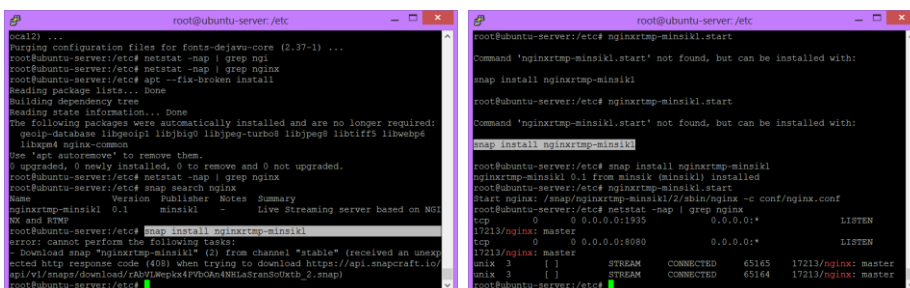 root@ubuntu-server: /etc
ocal2) ...
Purging configuration files for fonts-dejavu-core (2.37-1) ...
root@ubuntu-server:/etc# netstat -nap | grep ngi
root@ubuntu-server:/etc# netstat -nap | grep nginx
root@ubuntu-server:/etc# apt --fix-broken install
Reading package lists... Done
Building dependency tree
Reading state information... Done
The following packages were automatically installed and are no longer required:
  geoip-database libgeoip1 libjbig0 libjpeg-turbo8 libjpeg8 libtiff5 libwebp6
  libxpm4 nginx-common
Use 'apt autoremove' to remove them.
0 upgraded, 0 newly installed, 0 to remove and 0 not upgraded.
root@ubuntu-server:/etc# netstat -nap | grep nginx
root@ubuntu-server:/etc# snap search nginx
Name Version Publisher Notes Summary
nginxrtmp-minsikl 0.1 minsikl - Live Streaming server based on NGI
NX and RTMP
root@ubuntu-server:/etc# snap install nginxrtmp-minsikl
error: cannot perform the following tasks:
- Download snap "nginxrtmp-minsikl" (2) from channel "stable" (received an unexp
ected http response code (408) when trying to download https://api.snapcraft.io/
root@ubuntu-server:/etc#
root@ubuntu-server: /etc
root@ubuntu-server:/etc# nginxrtmp-minsikl.start
Command 'nginxrtmp-minsikl.start' not found, but can be installed with:
snap install nginxrtmp-minsikl
root@ubuntu-server:/etc# nginxrtmp-minsikl.start
Command 'nginxrtmp-minsikl.start' not found, but can be installed with:
snap install nginxrtmp-minsikl
root@ubuntu-server:/etc# snap install nginxrtmp-minsikl
nginxrtmp-minsikl 0.1 from minsik (minsikl) installed
root@ubuntu-server:/etc# nginxrtmp-minsikl.start
Start nginx: /snap/nginxrtmp-minsikl/2/sbin/nginx -c conf/nginx.conf
root@ubuntu-server:/etc# netstat -nap | grep nginx
tcp 0 0 0.0.0.0:1935 0.0.0.0:* LISTEN
17213/nginx: master
tcp 0 0 0.0.0.0:8080 0.0.0.0:* LISTEN
17213/nginx: master
unix 3 [ ] STREAM CONNECTED 65165 17213/nginx: master
unix 3 [ ] STREAM CONNECTED 65164 17213/nginx: master
root@ubuntu-server:/etc#